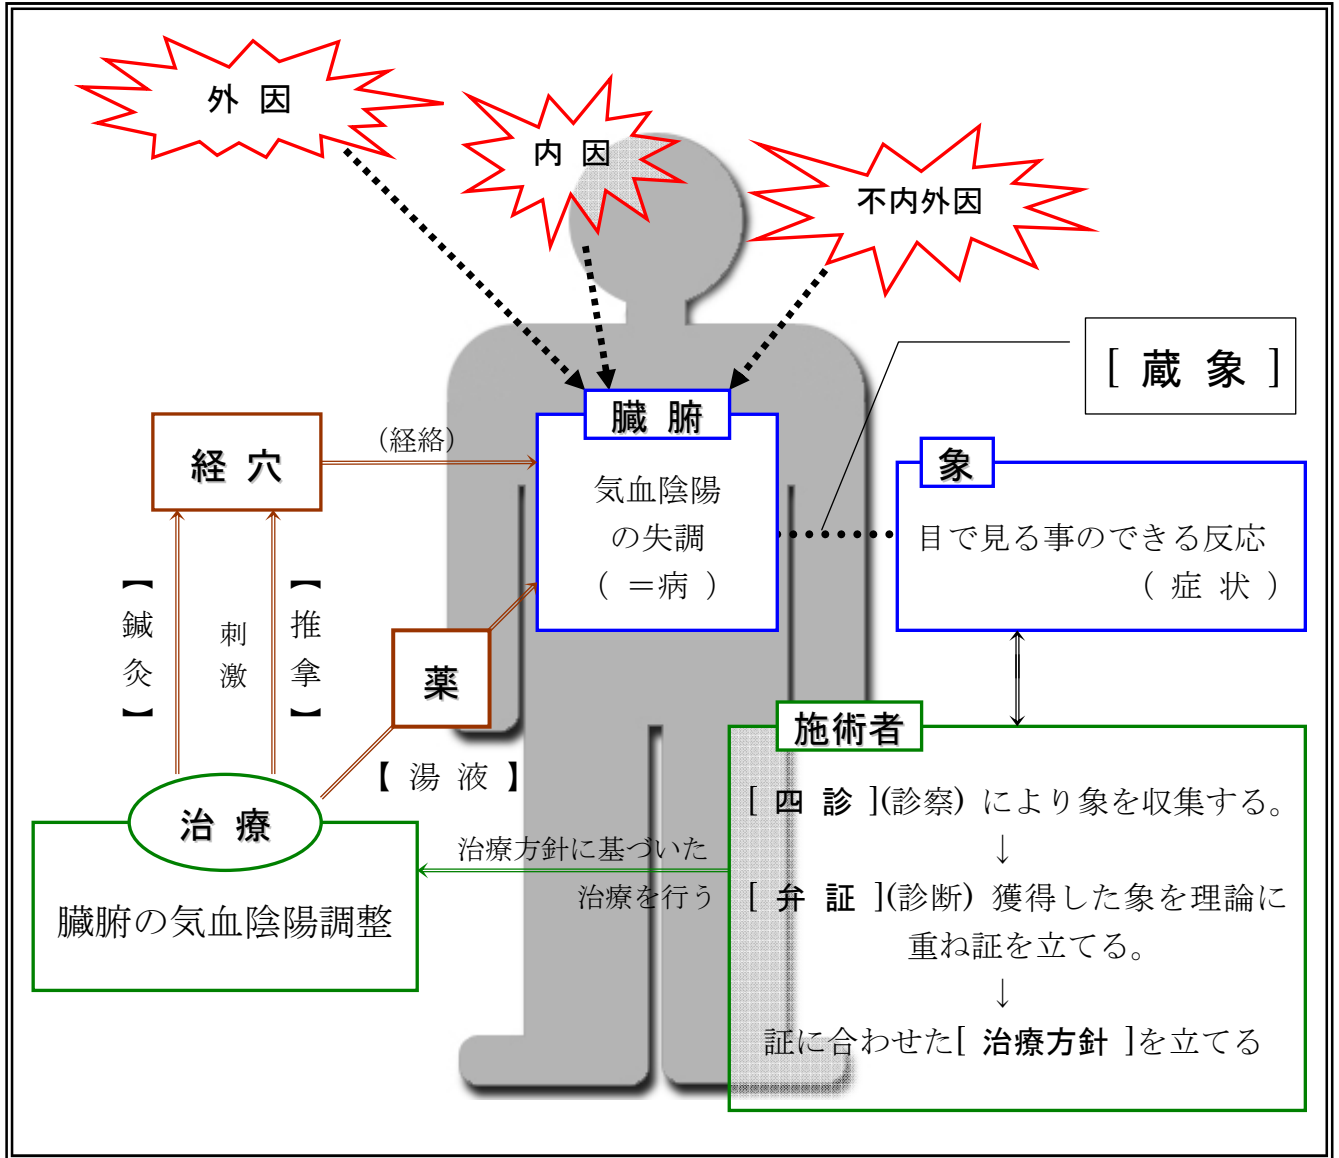 外 因
内 因
不内外因
[ 蔵 象 ]
臓 腑
気血陰陽
の失調
( ＝病 )
象
目で見る事のできる反応
( 症 状 )
経 穴
(経絡)
【鍼灸】
刺激
【推拿】
薬
【 湯 液 】
治 療
臓腑の気血陰陽調整
治療方針に基づいた
治療を行う
施術者
[ 四 診 ](診察) により象を収集する。
↓
[ 弁 証 ](診断) 獲得した象を理論に
重ね証を立てる。
↓
証に合わせた[ 治療方針 ]を立てる